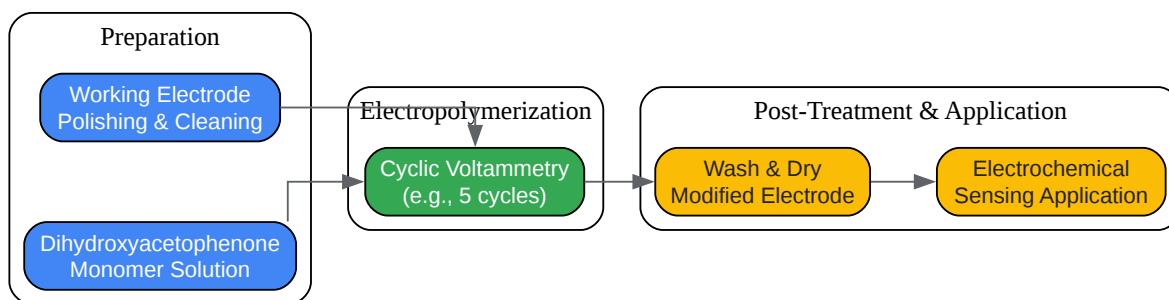 Preparation
Working Electrode
Polishing & Cleaning
Dihydroxyacetophenone
Monomer Solution
Electropolymerization
Cyclic Voltammetry
(e.g., 5 cycles)
Post-Treatment & Application
Wash & Dry
Modified Electrode
Electrochemical
Sensing Application